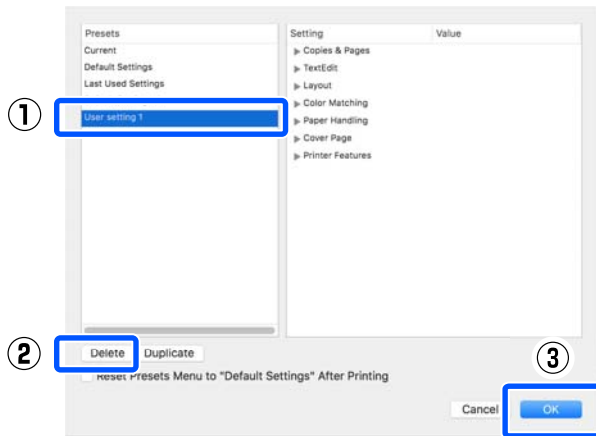 Presets
Setting Value
Current
Default Settings
Last Used Settings
User setting 1
▶ Copies & Pages
▶ TextEdit
▶ Layout
▶ Color Matching
▶ Paper Handling
▶ Cover Page
▶ Printer Features
①
②
Delete Duplicate
③
Reset Presets Menu to "Default Settings" After Printing
Cancel OK